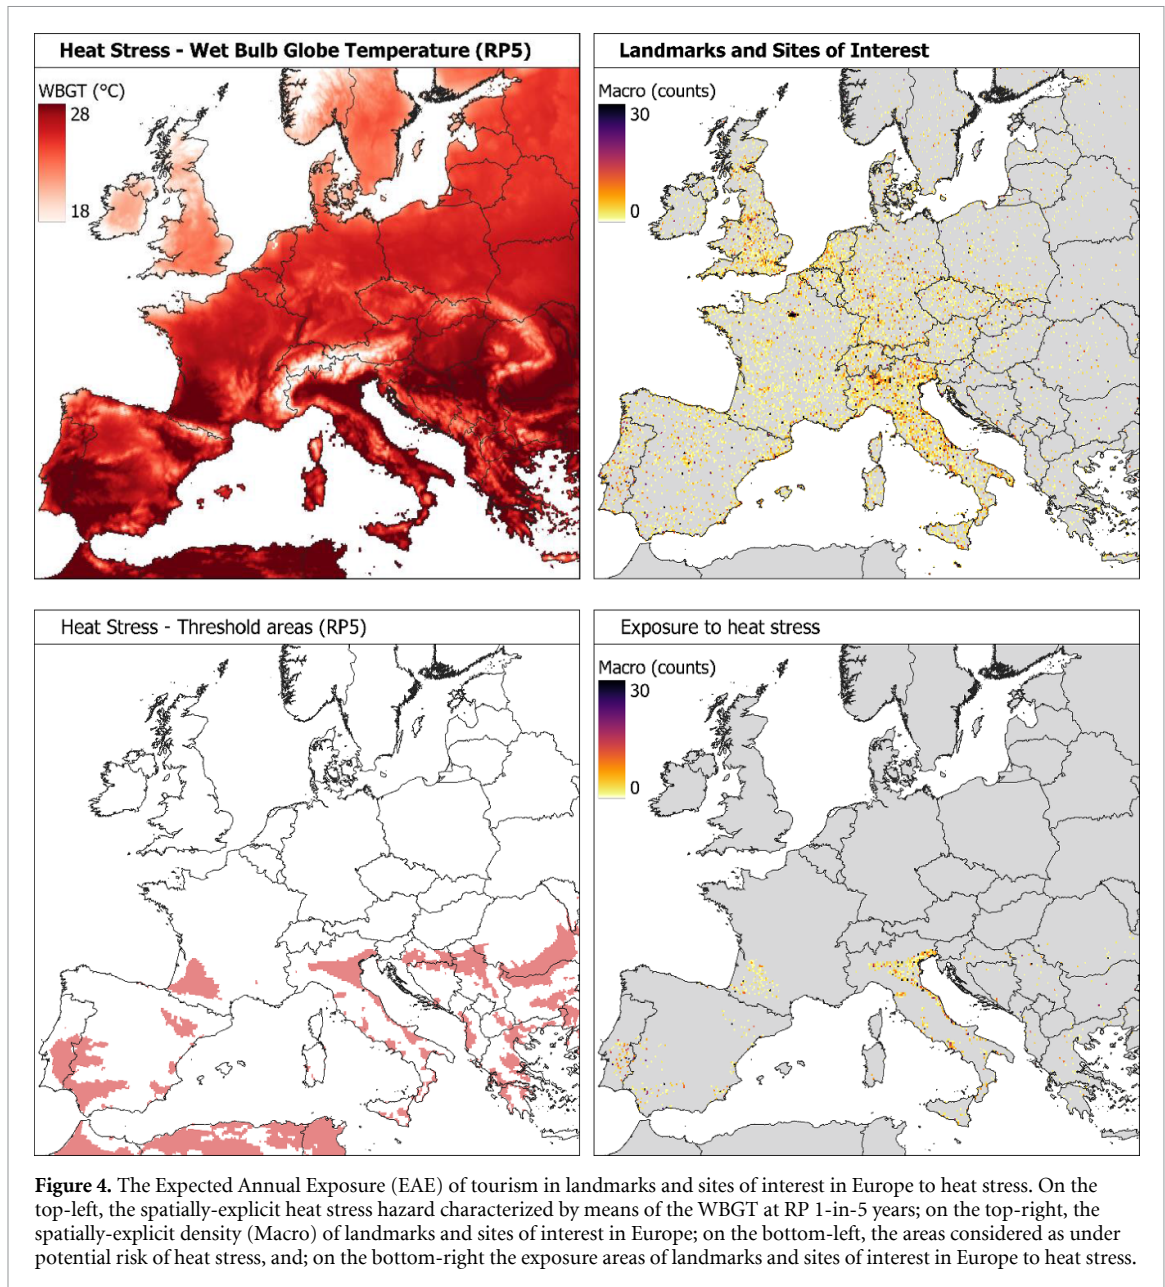 Heat Stress - Wet Bulb Globe Temperature (RP5)
WBGT (°C)
28
18
Landmarks and Sites of Interest
Macro (counts)
30
0
Heat Stress - Threshold areas (RP5)
Exposure to heat stress
Macro (counts)
30
0
Figure 4. The Expected Annual Exposure (EAE) of tourism in landmarks and sites of interest in Europe to heat stress. On the
top-left, the spatially-explicit heat stress hazard characterized by means of the WBGT at RP 1-in-5 years; on the top-right, the
spatially-explicit density (Macro) of landmarks and sites of interest in Europe; on the bottom-left, the areas considered as under
potential risk of heat stress, and; on the bottom-right the exposure areas of landmarks and sites of interest in Europe to heat stress.